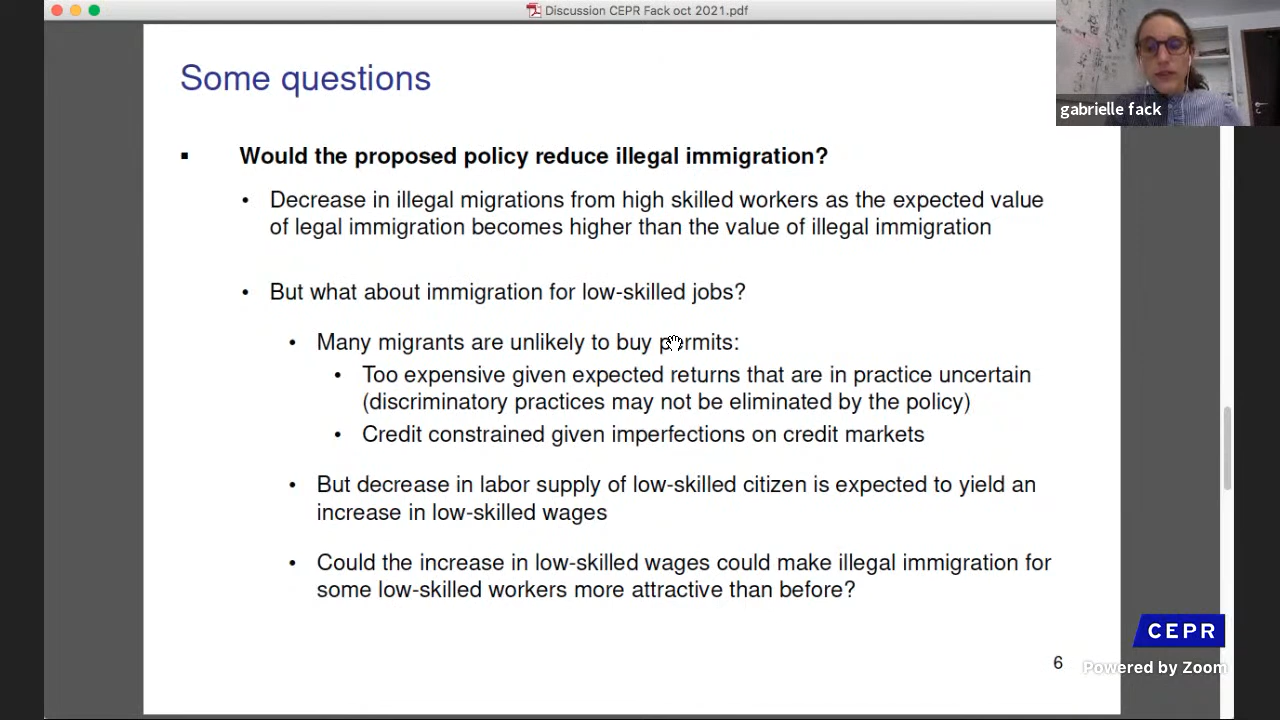 Discussion CEPR Fack oct 2021.pdf
gabrielle fack
Some questions
Would the proposed policy reduce illegal immigration?
Decrease in illegal migrations from high skilled workers as the expected value
of legal immigration becomes higher than the value of illegal immigration
But what about immigration for low-skilled jobs?
Many migrants are unlikely to buy permits:
Too expensive given expected returns that are in practice uncertain
(discriminatory practices may not be eliminated by the policy)
Credit constrained given imperfections on credit markets
But decrease in labor supply of low-skilled citizen is expected to yield an
increase in low-skilled wages
Could the increase in low-skilled wages could make illegal immigration for
some low-skilled workers more attractive than before?
6
CEPR
Powered by Zoom